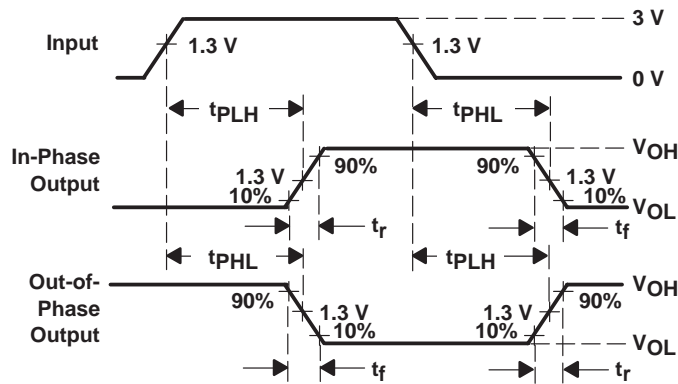 3 V
Input
1.3 V
1.3 V
0 V
tPLH
tPHL
In-Phase
Output
VOH
90%
90%
1.3 V
1.3 V
10%
10%
VOL
tr
tf
tPHL
tPLH
Out-of-
Phase
Output
VOH
90%
90%
1.3 V
1.3 V
10%
10%
VOL
tf
tr